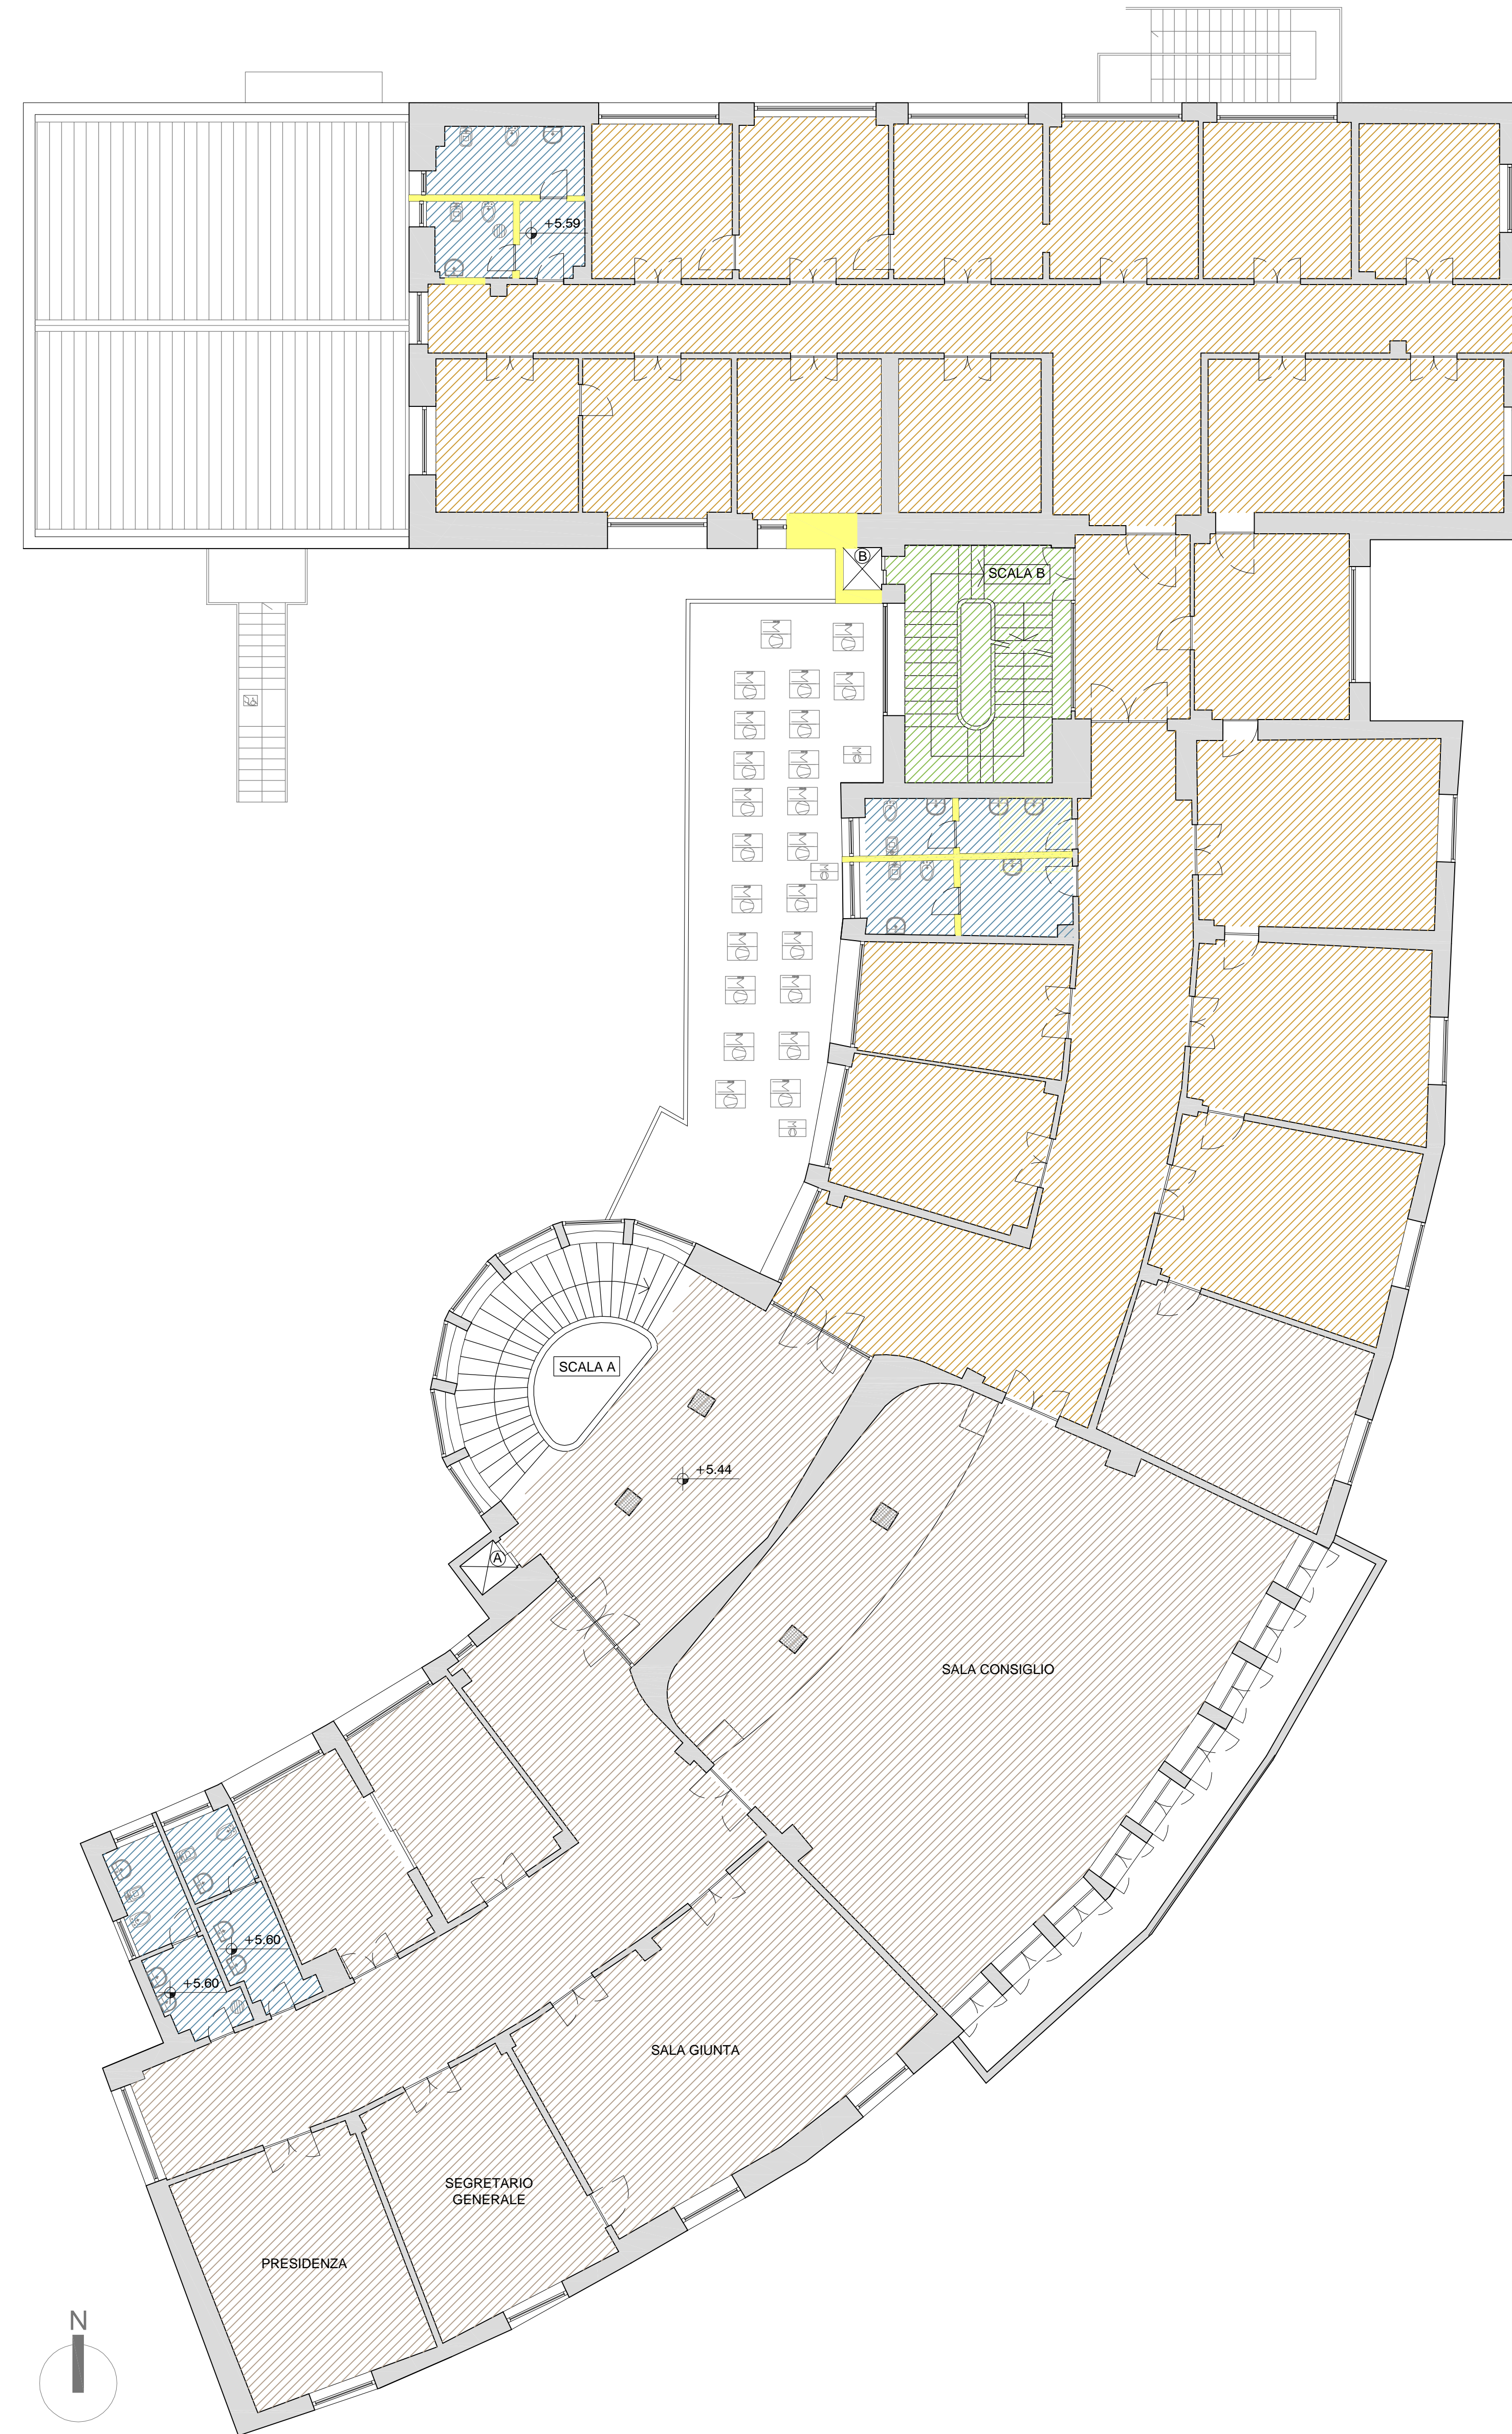 +5.59
B
SCALA B
SCALA A
+5.44
A
SALA CONSIGLIO
+5.60
+5.60
SALA GIUNTA
SEGRETARIO
GENERALE
PRESIDENZA
N